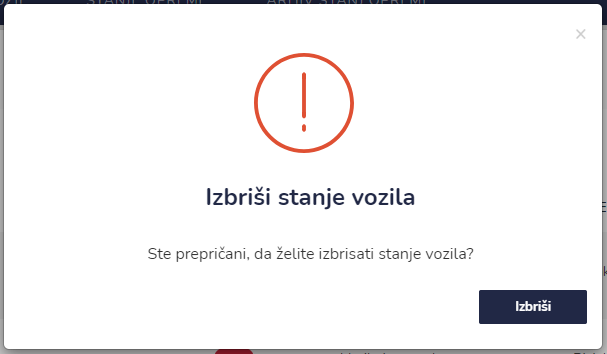 ×
Izbriši stanje vozila
Ste prepričani, da želite izbrisati stanje vozila?
Izbriši